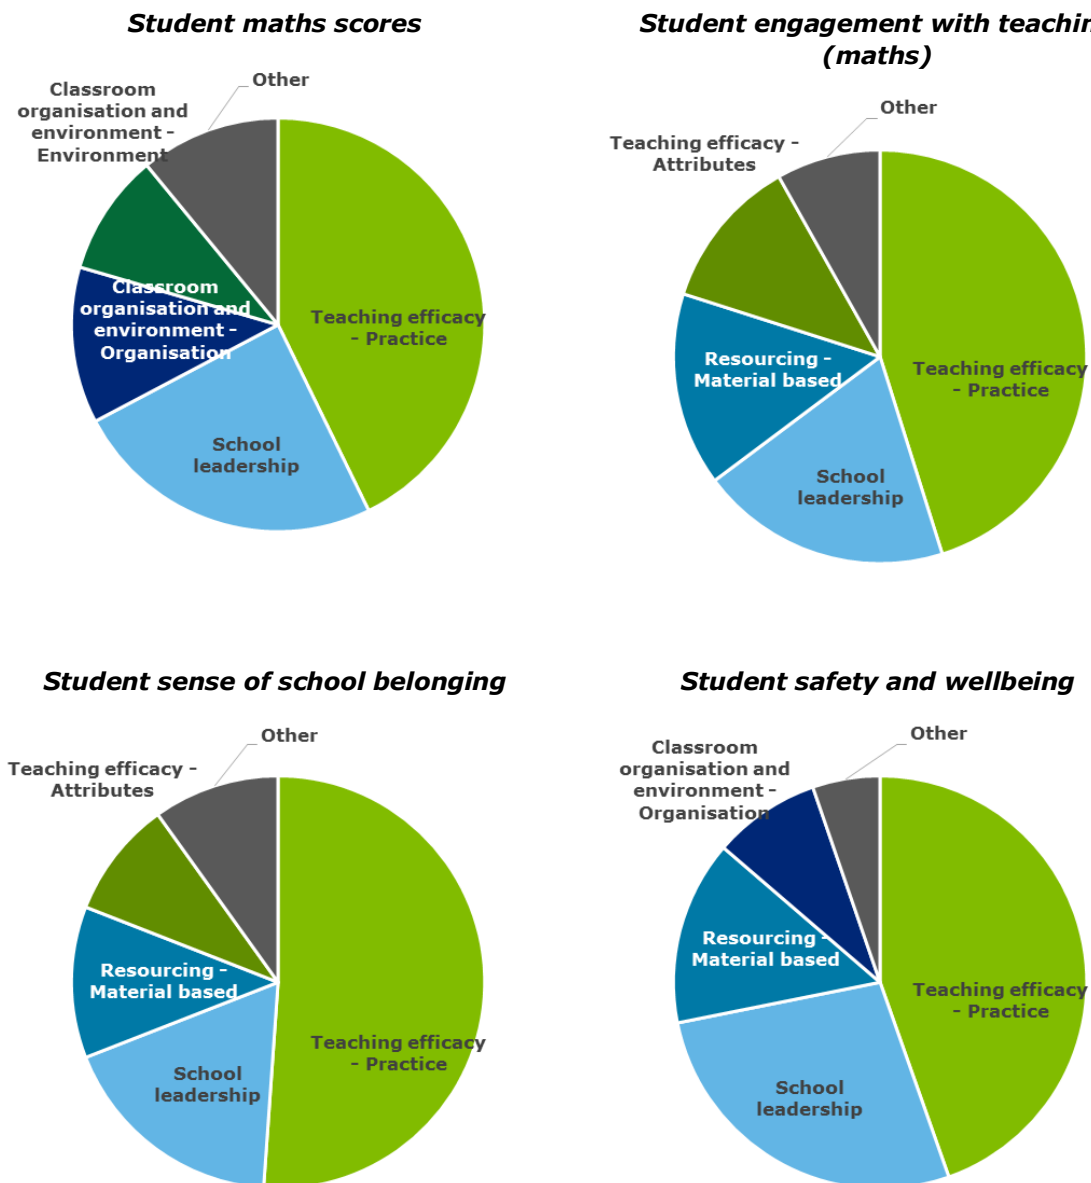 Student maths scores
Other
Classroom
organisation and
environment -
Environment
Classroom
organisation and
environment -
Organisation
Teaching efficacy
- Practice
School
leadership
Student engagement with teachin
(maths)
Other
Teaching efficacy -
Attributes
Resourcing -
Material based
Teaching efficacy
- Practice
School
leadership
Student sense of school belonging
Other
Teaching efficacy -
Attributes
Resourcing -
Material based
Teaching efficacy
- Practice
School
leadership
Student safety and wellbeing
Other
Classroom
organisation and
environment -
Organisation
Resourcing -
Material based
Teaching efficacy
- Practice
School
leadership